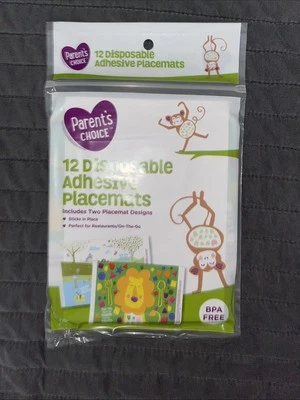 Parent's
CHOICE
12 Disposable
Adhesive Placemats
Parent's
CHOICE
12 Disposable
Adhesive
Placemats
Includes Two Placemat Designs
Sticks in Place
Perfect for Restaurants/On-The-Go
BPA
FREE